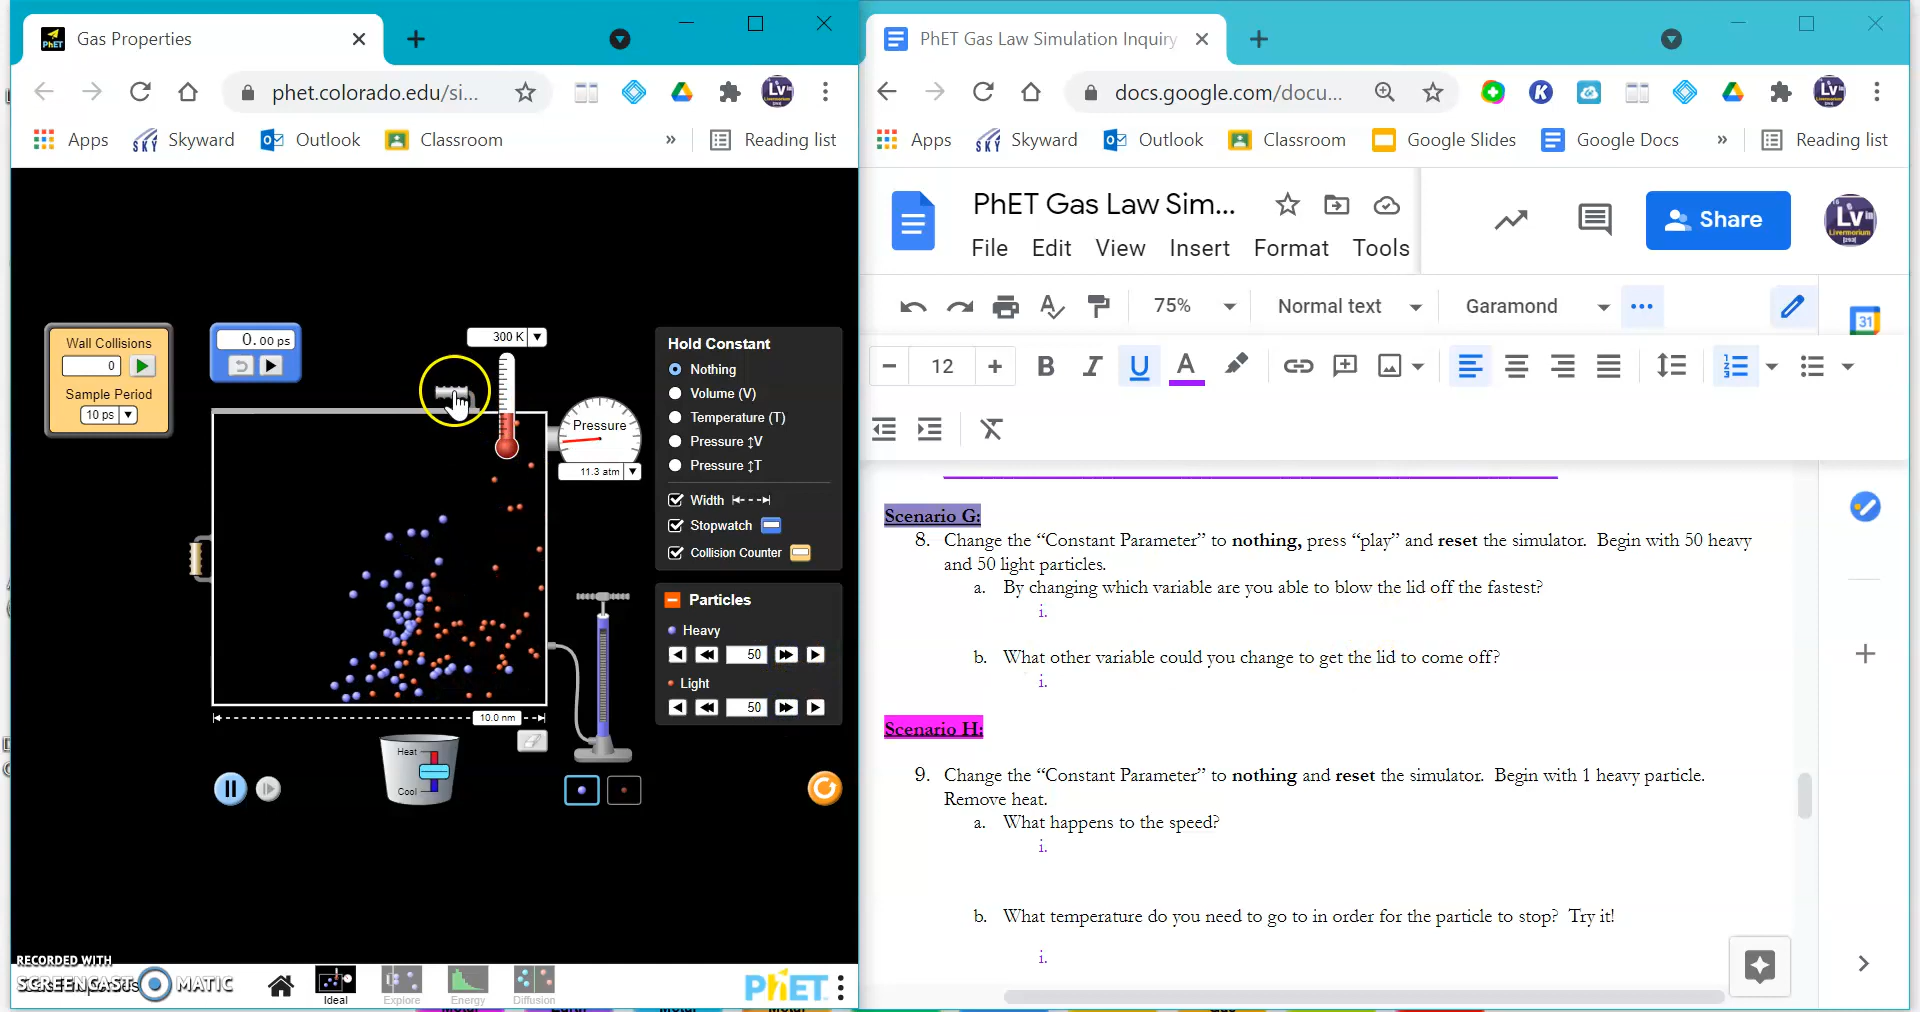 Gas Properties
PhET Gas Law Simulation Inquiry
phet.colorado.edu/si...
docs.google.com/docu...
Apps
Skyward
Outlook
Classroom
»
Reading list
Apps
Skyward
Outlook
Classroom
Google Slides
Google Docs
»
Reading list
PhET Gas Law Sim...
File
Edit
View
Insert
Format
Tools
Share
75%
Normal text
Garamond
12
31
Wall Collisions
0
Sample Period
10 ps
0.00 ps
300 K
Pressure
11.3 atm
Hold Constant
Nothing
Volume (V)
Temperature (T)
Pressure ↕V
Pressure ↕T
Width
Stopwatch
Collision Counter
Particles
Heavy
50
Light
50
10.0 nm
Heat
Cool
Scenario G:
8. Change the “Constant Parameter” to nothing, press “play” and reset the simulator. Begin with 50 heavy
and 50 light particles.
a. By changing which variable are you able to blow the lid off the fastest?
i.
b. What other variable could you change to get the lid to come off?
i.
Scenario H:
9. Change the “Constant Parameter” to nothing and reset the simulator. Begin with 1 heavy particle.
Remove heat.
a. What happens to the speed?
i.
b. What temperature do you need to go to in order for the particle to stop? Try it!
i.
RECORDED WITH
SCREENCAST MATIC
Ideal
Explore
Energy
Diffusion
PhET